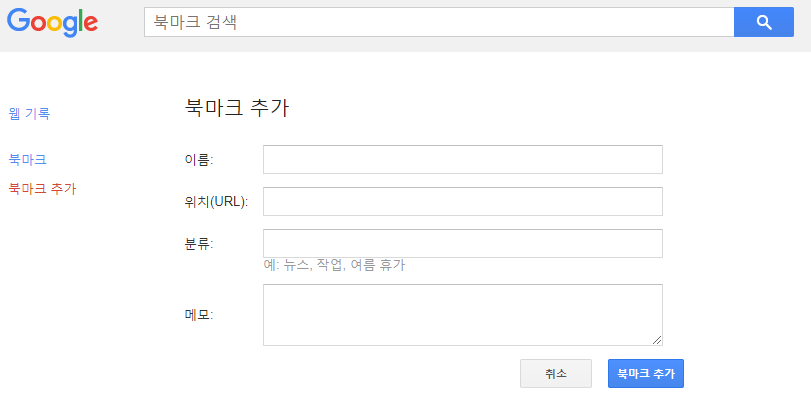 Google 북마크 검색
웹 기록
북마크
북마크 추가
북마크 추가
이름:
위치(URL):
분류:
예: 뉴스, 작업, 여름 휴가
메모:
취소 북마크 추가